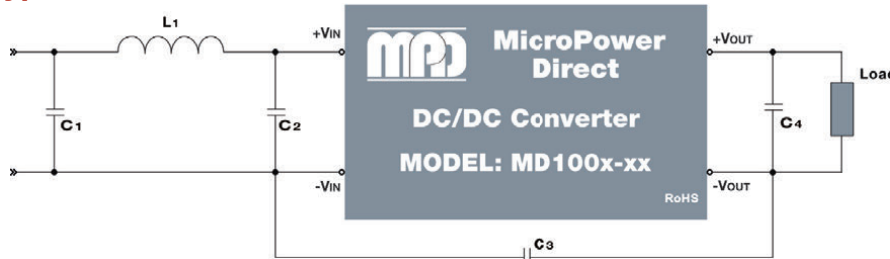 L1
+VIN
MPD
MicroPower
Direct
+VOUT
Load
C1
C2
DC/DC Converter
C4
MODEL: MD100x-xx
-VIN
-VOUT
RoHS
C3